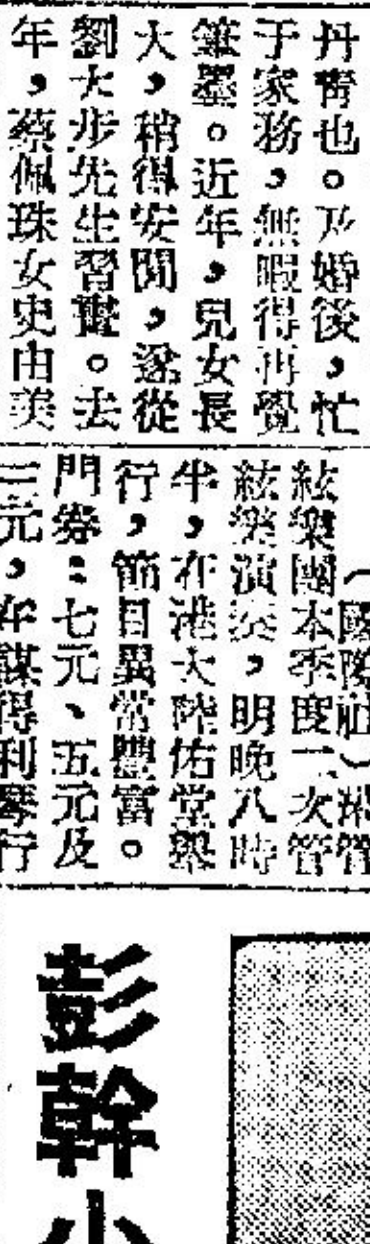 丹青也。及婚後,忙
于家務,無暇得再覺
筆墨。近年,兒女長
大,稍得安閒,遂從
劉大步先生習畫。去
年,蔡佩珠女史由美
(國際社)港管
絃樂團本季度二次管
絃樂演奏,明晚八時
半,在港大陸佑堂舉
行,節目異常豐富。
門券:七元、五元及
三元,在謀得利琴行
彭幹小